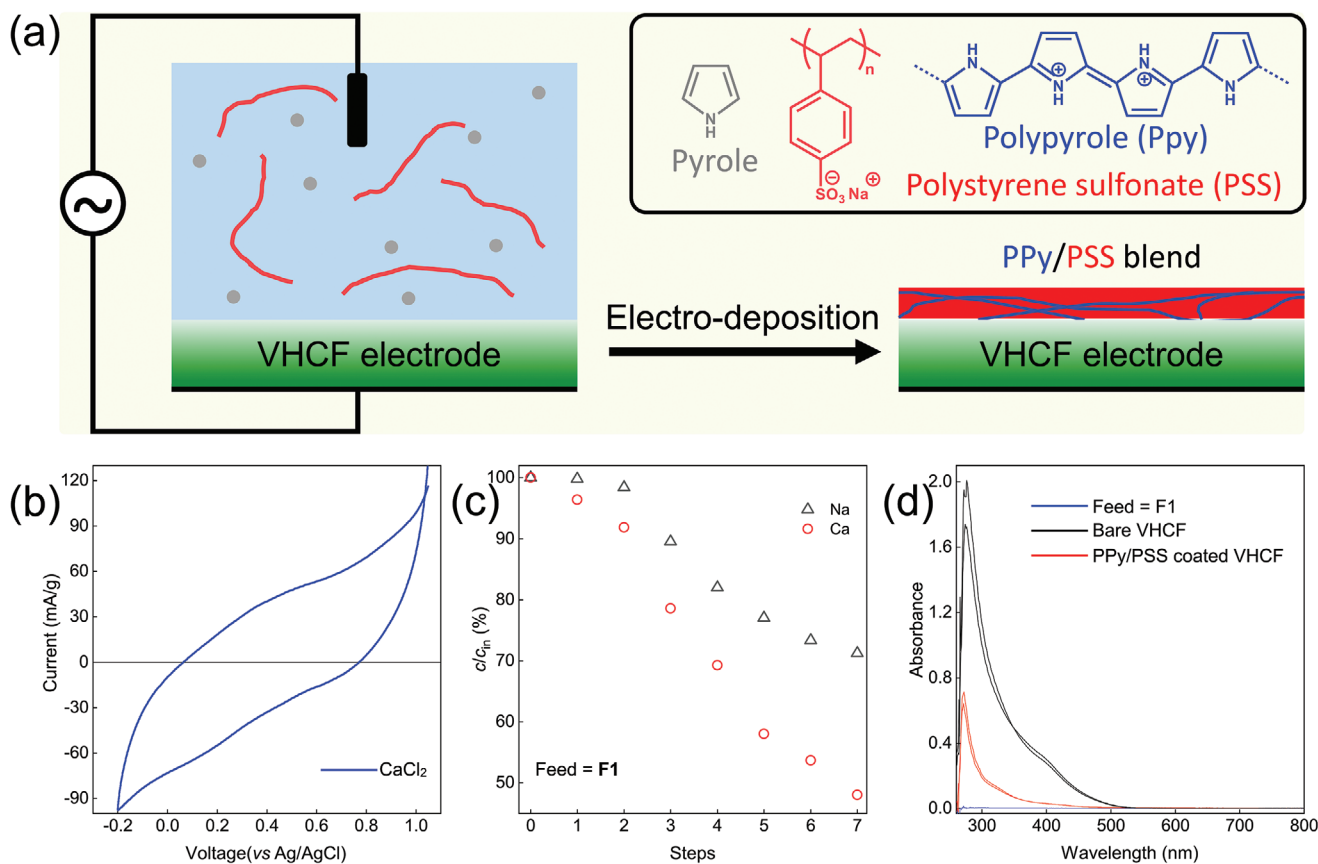 (a)
~
VHCF electrode
N
H
Pyrole
n
SO₃ Na
⊖ ⊕
H N
N H
H N
N H
⊕ ⊕
Polypyrole (Ppy)
Polystyrene sulfonate (PSS)
Electro-deposition
PPy/PSS blend
VHCF electrode
(b)
120
90
60
30
0
-30
-60
-90
Current (mA/g)
CaCl₂
-0.2 0.0 0.2 0.4 0.6 0.8 1.0
Voltage(vs Ag/AgCl)
(c)
100
90
80
70
60
50
c/cin (%)
Na
Ca
Feed = F1
0 1 2 3 4 5 6 7
Steps
(d)
2.0
1.6
1.2
0.8
0.4
0.0
Absorbance
Feed = F1
Bare VHCF
PPy/PSS coated VHCF
300 400 500 600 700 800
Wavelength (nm)